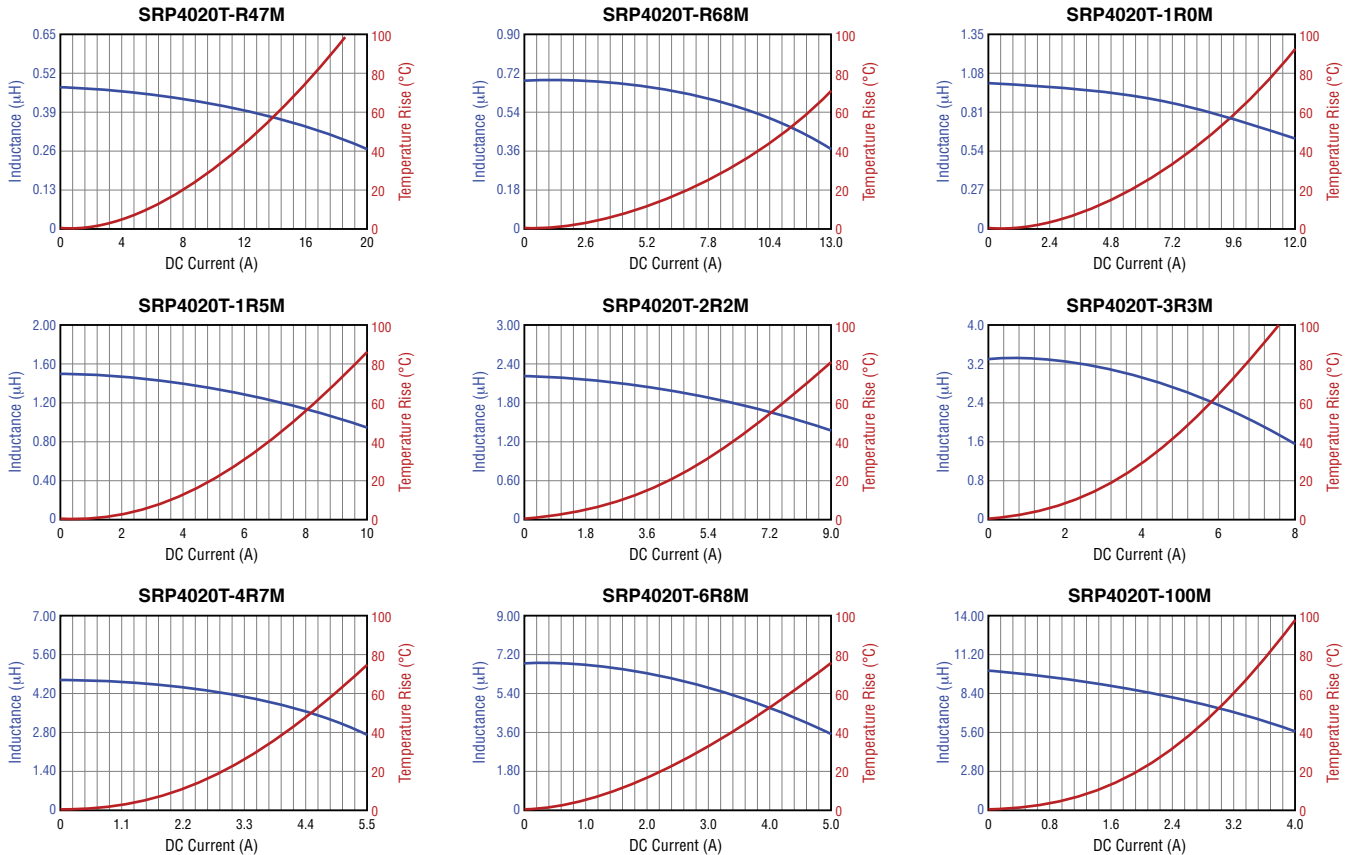 SRP4020T-R47M
0.65
0.52
0.39
0.26
0.13
0
Inductance (µH)
100
80
60
40
20
0
Temperature Rise (°C)
0 4 8 12 16 20
DC Current (A)
SRP4020T-R68M
0.90
0.72
0.54
0.36
0.18
0
Inductance (µH)
100
80
60
40
20
0
Temperature Rise (°C)
0 2.6 5.2 7.8 10.4 13.0
DC Current (A)
SRP4020T-1R0M
1.35
1.08
0.81
0.54
0.27
0
Inductance (µH)
100
80
60
40
20
0
Temperature Rise (°C)
0 2.4 4.8 7.2 9.6 12.0
DC Current (A)
SRP4020T-1R5M
2.00
1.60
1.20
0.80
0.40
0
Inductance (µH)
100
80
60
40
20
0
Temperature Rise (°C)
0 2 4 6 8 10
DC Current (A)
SRP4020T-2R2M
3.00
2.40
1.80
1.20
0.60
0
Inductance (µH)
100
80
60
40
20
0
Temperature Rise (°C)
0 1.8 3.6 5.4 7.2 9.0
DC Current (A)
SRP4020T-3R3M
4.0
3.2
2.4
1.6
0.8
0
Inductance (µH)
100
80
60
40
20
0
Temperature Rise (°C)
0 2 4 6 8
DC Current (A)
SRP4020T-4R7M
7.00
5.60
4.20
2.80
1.40
0
Inductance (µH)
100
80
60
40
20
0
Temperature Rise (°C)
0 1.1 2.2 3.3 4.4 5.5
DC Current (A)
SRP4020T-6R8M
9.00
7.20
5.40
3.60
1.80
0
Inductance (µH)
100
80
60
40
20
0
Temperature Rise (°C)
0 1.0 2.0 3.0 4.0 5.0
DC Current (A)
SRP4020T-100M
14.00
11.20
8.40
5.60
2.80
0
Inductance (µH)
100
80
60
40
20
0
Temperature Rise (°C)
0 0.8 1.6 2.4 3.2 4.0
DC Current (A)